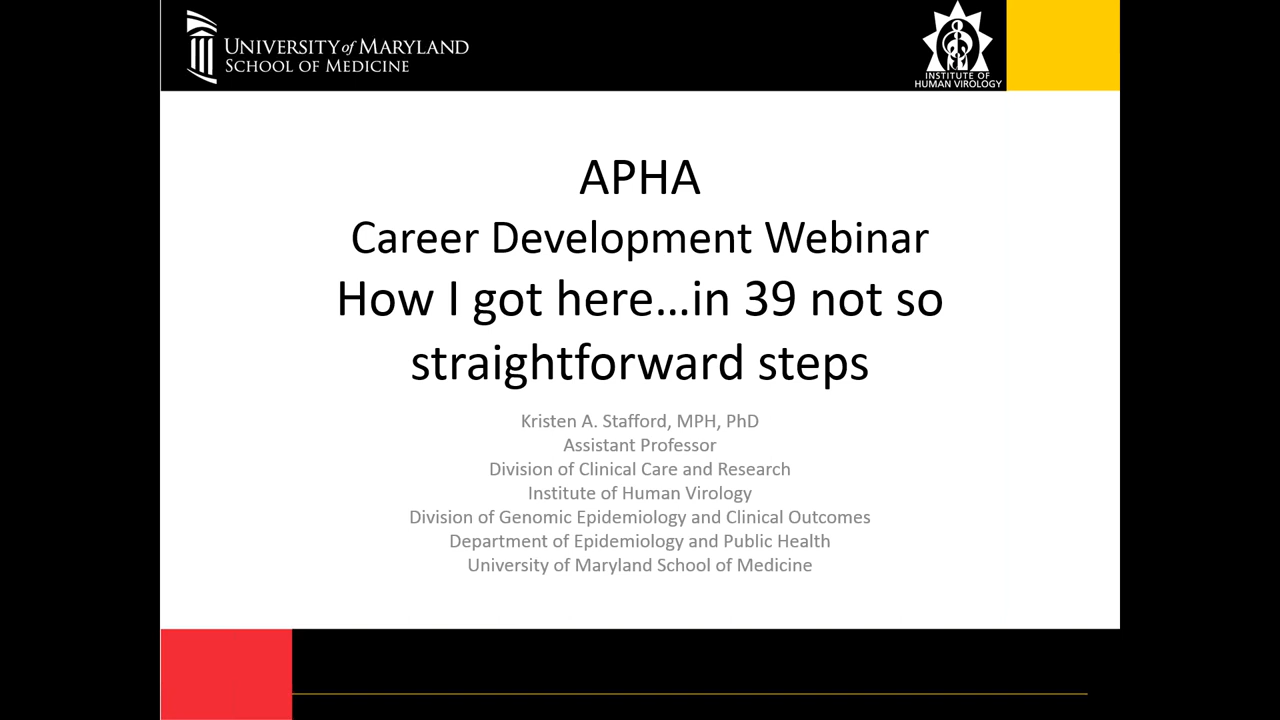 UNIVERSITY of MARYLAND
SCHOOL OF MEDICINE
INSTITUTE OF
HUMAN VIROLOGY
APHA
Career Development Webinar
How I got here...in 39 not so
straightforward steps
Kristen A. Stafford, MPH, PhD
Assistant Professor
Division of Clinical Care and Research
Institute of Human Virology
Division of Genomic Epidemiology and Clinical Outcomes
Department of Epidemiology and Public Health
University of Maryland School of Medicine